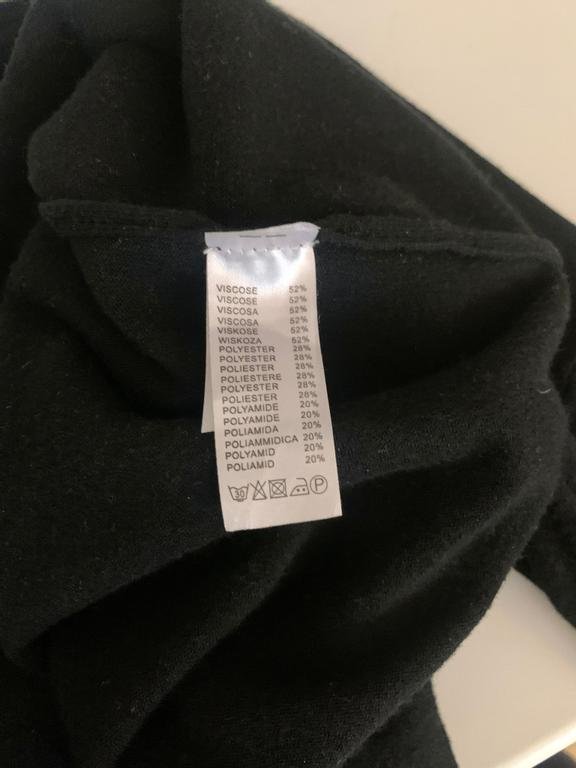 VISCOSE 52%
VISCOSE 52%
VISCOSA 52%
VISCOSA 52%
VISKOSE 52%
WISKOZA 52%
POLYESTER 28%
POLYESTER 28%
POLIESTER 28%
POLIESTERE 28%
POLYESTER 28%
POLIESTER 28%
POLYAMIDE 20%
POLYAMIDE 20%
POLIAMIDA 20%
POLIAMMIDICA 20%
POLYAMID 20%
POLIAMID 20%
30 P